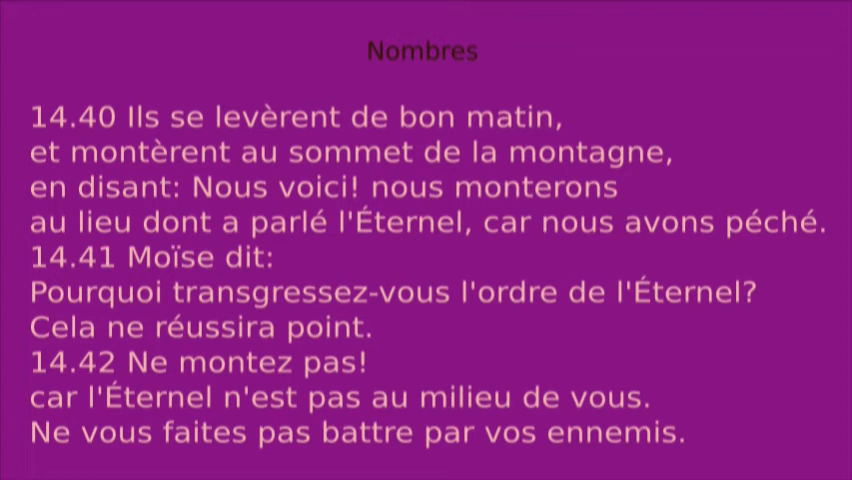 Nombres
14.40 Ils se levèrent de bon matin,
et montèrent au sommet de la montagne,
en disant: Nous voici! nous monterons
au lieu dont a parlé l'Éternel, car nous avons péché.
14.41 Moïse dit:
Pourquoi transgressez-vous l'ordre de l'Éternel?
Cela ne réussira point.
14.42 Ne montez pas!
car l'Éternel n'est pas au milieu de vous.
Ne vous faites pas battre par vos ennemis.